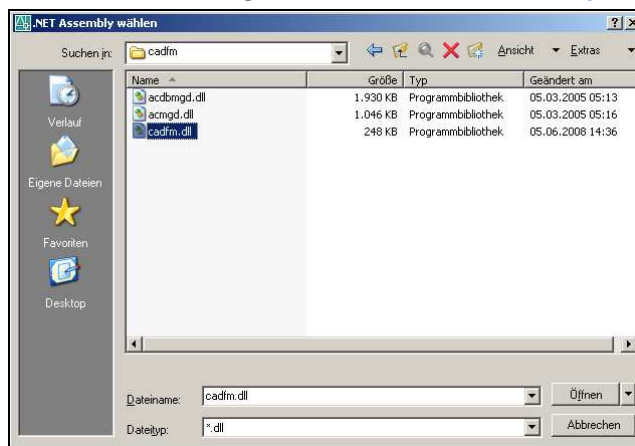 .NET Assembly wählen
Suchen in: cadfm Ansicht Extras
Name Größe Typ Geändert am
acdbmgd.dll 1.930 KB Programmbibliothek 05.03.2005 05:13
acmgd.dll 1.046 KB Programmbibliothek 05.03.2005 05:16
cadfm.dll 248 KB Programmbibliothek 05.06.2008 14:36
Verlauf
Eigene Dateien
Favoriten
Desktop
Dateiname: cadfm.dll Öffnen
Dateityp: *.dll Abbrechen